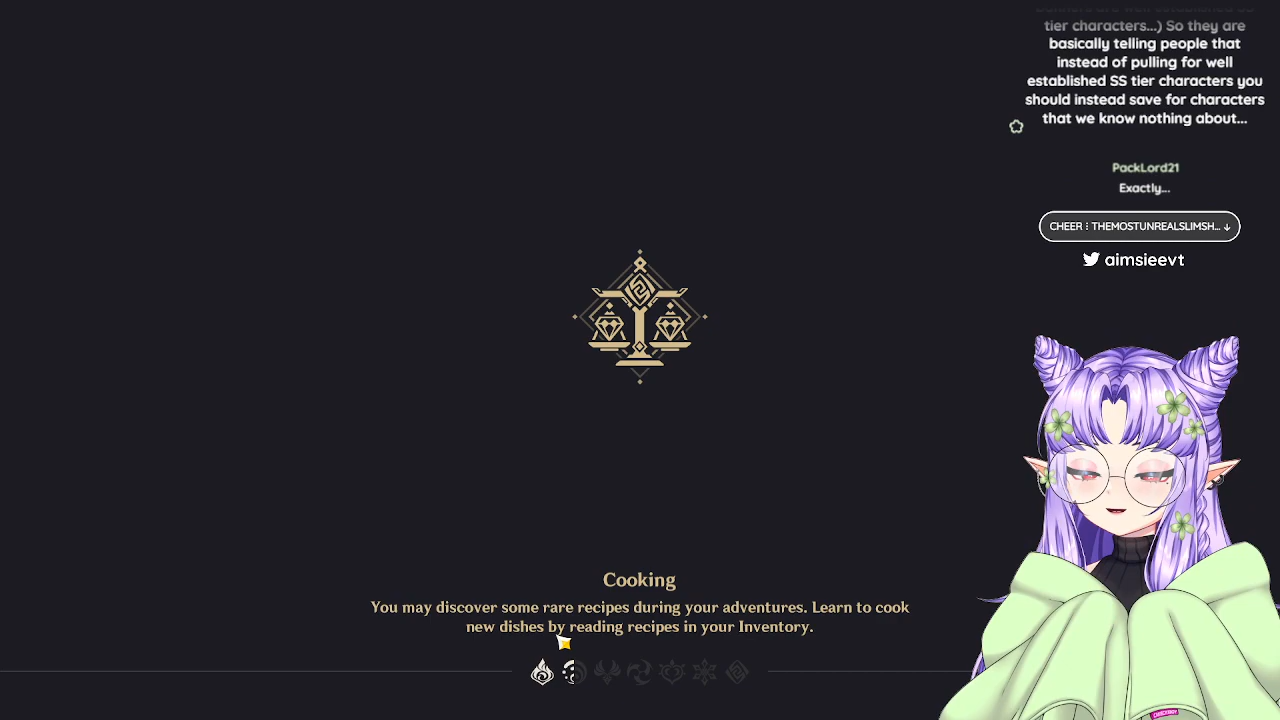 tier characters...) So they are
basically telling people that
instead of pulling for well
established SS tier characters you
should instead save for characters
that we know nothing about...
PackLord21
Exactly...
CHEER : THEMOSTUNREALSLIMSH... ↓
aimsieevt
Cooking
You may discover some rare recipes during your adventures. Learn to cook
new dishes by reading recipes in your Inventory.